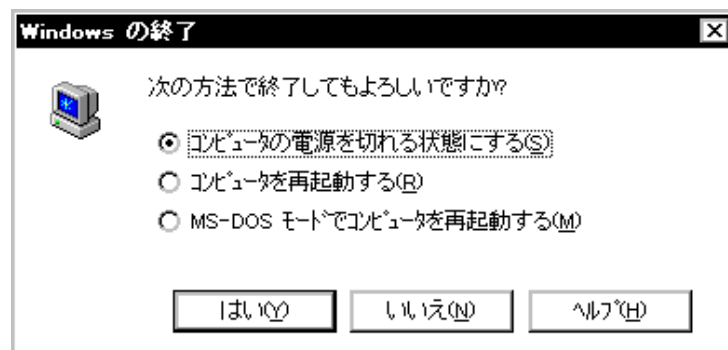 Windows の終了
次の方法で終了してもよろしいですか?
ｺﾝﾋﾟｭｰﾀの電源を切れる状態にする(S)
ｺﾝﾋﾟｭｰﾀを再起動する(R)
MS-DOS ﾓｰﾄﾞでｺﾝﾋﾟｭｰﾀを再起動する(M)
はい(Y) いいえ(N) ﾍﾙﾌﾟ(H)